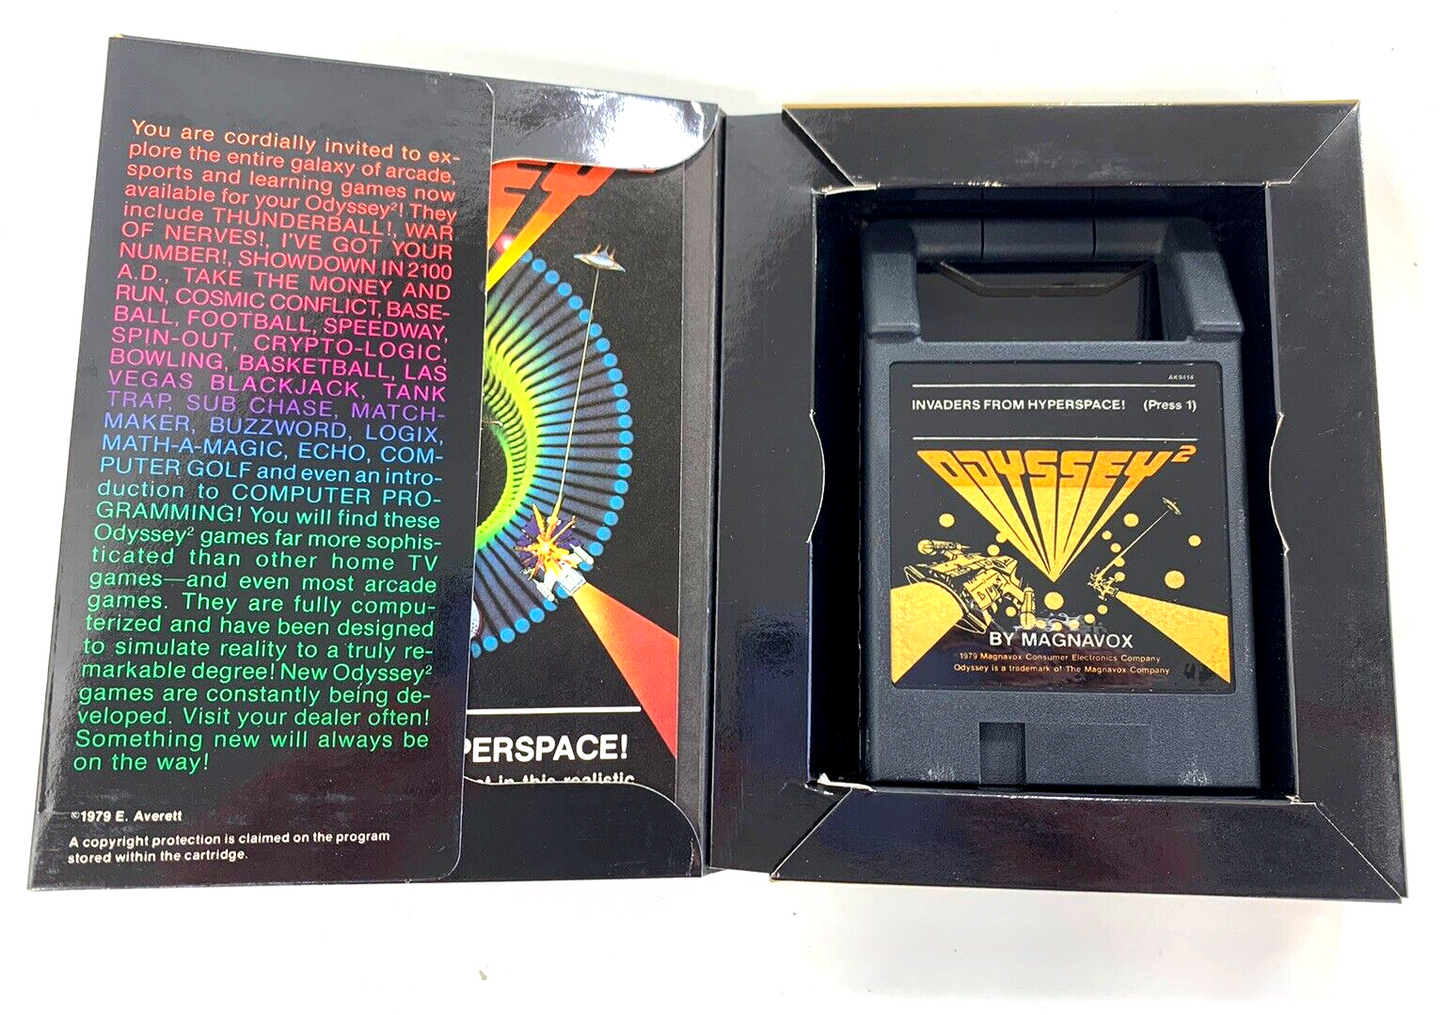 You are cordially invited to ex-
plore the entire galaxy of arcade,
sports and learning games now
available for your Odyssey²! They
include THUNDERBALL!, WAR
OF NERVES!, I'VE GOT YOUR
NUMBER!, SHOWDOWN IN 2100
A.D., TAKE THE MONEY AND
RUN, COSMIC CONFLICT, BASE-
BALL, FOOTBALL, SPEEDWAY,
SPIN-OUT, CRYPTO-LOGIC,
BOWLING, BASKETBALL, LAS
VEGAS BLACKJACK, TANK
TRAP, SUB CHASE, MATCH-
MAKER, BUZZWORD, LOGIX,
MATH-A-MAGIC, ECHO, COM-
PUTER GOLF and even an intro-
duction to COMPUTER PRO-
GRAMMING! You will find these
Odyssey² games far more sophis-
ticated than other home TV
games—and even most arcade
games. They are fully compu-
terized and have been designed
to simulate reality to a truly re-
markable degree! New Odyssey²
games are constantly being de-
veloped. Visit your dealer often!
Something new will always be
on the way!
©1979 E. Averett
A copyright protection is claimed on the program
stored within the cartridge.
EY
PERSPACE!
in this realistic
AK9414
INVADERS FROM HYPERSPACE! (Press 1)
ODYSSEY²
BY MAGNAVOX
1979 Magnavox Consumer Electronics Company
Odyssey is a trademark of The Magnavox Company